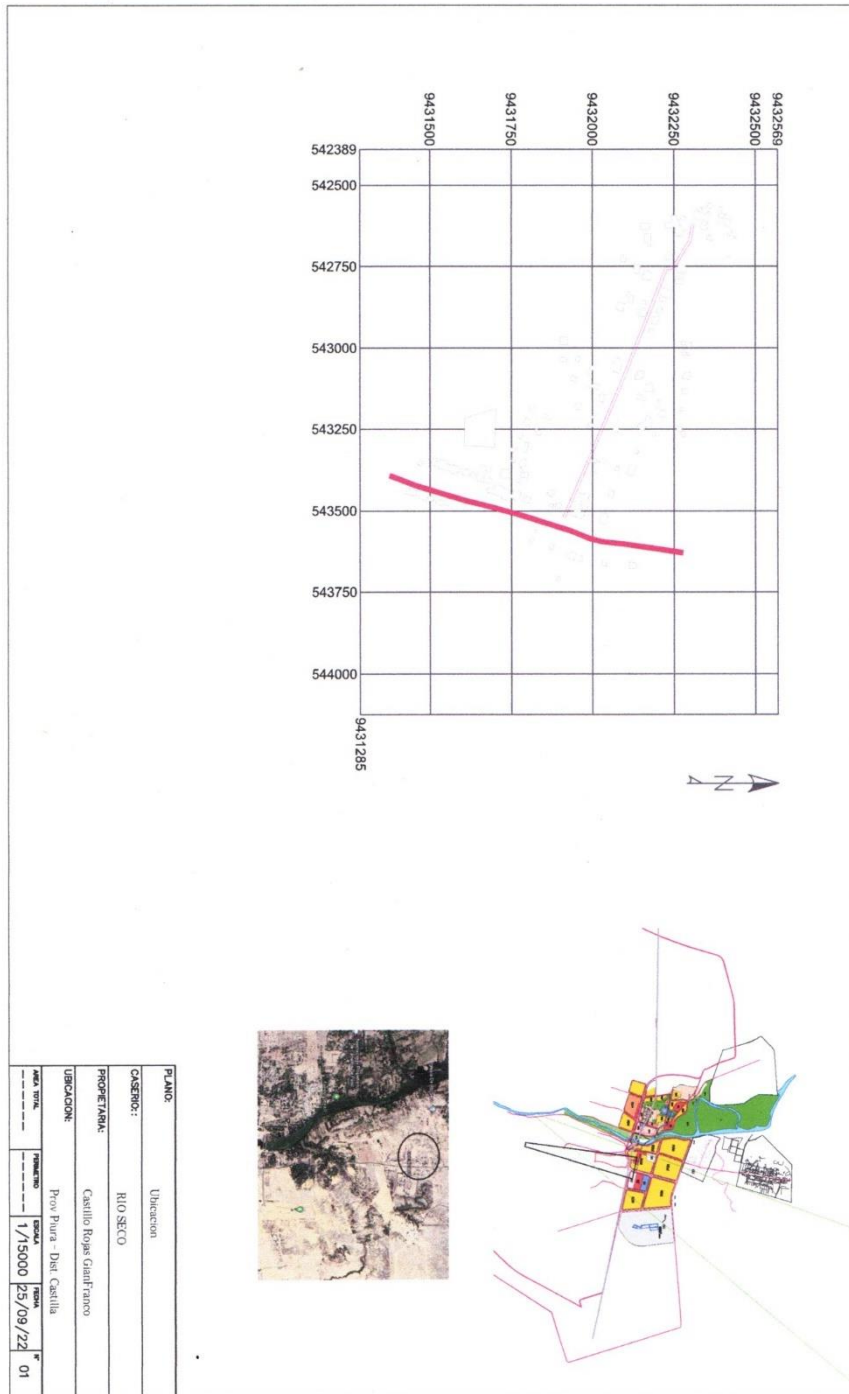 9431500
9431750
9432000
9432250
9432500
9432569
542389
542500
542750
543000
543250
543500
543750
544000
9431285
N
PLANO:
Ubicacion
CASERIO::
RIO SECO
PROPIETARIA:
Castillo Rojas GianFranco
UBICACION:
Prov Piura - Dist. Castilla
AREA TOTAL
------
PERIMETRO
------
ESCALA
1/15000
FECHA
25/09/22
N°
01